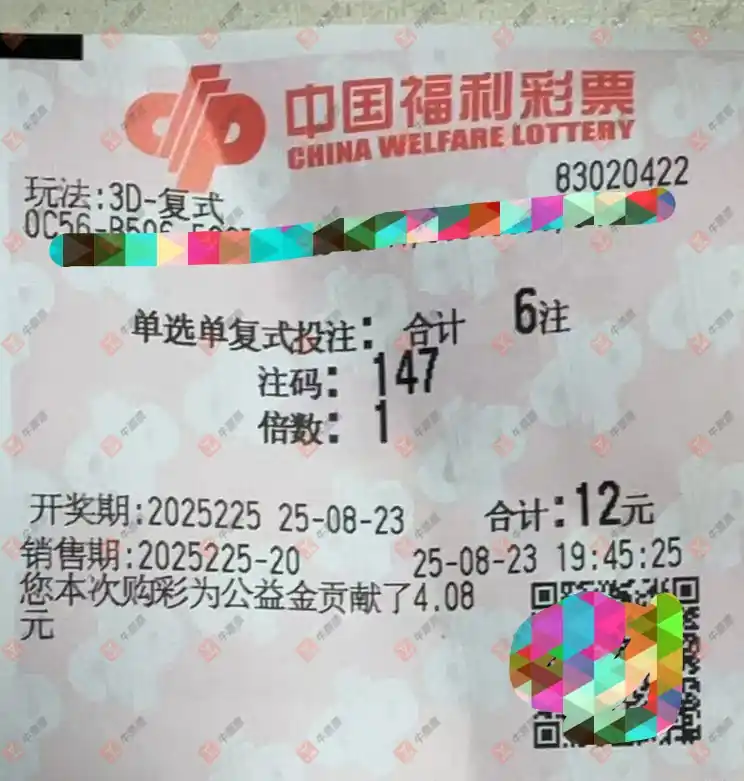 中国福利彩票
CHINA WELFARE LOTTERY
83020422
玩法:3D-复式
0C56-B506
单选单复式投注: 合计 6注
注码: 147
倍数: 1
开奖期:2025225 25-08-23 合计:12元
销售期:2025225-20 25-08-23 19:45:25
您本次购彩为公益金贡献了4.08
元